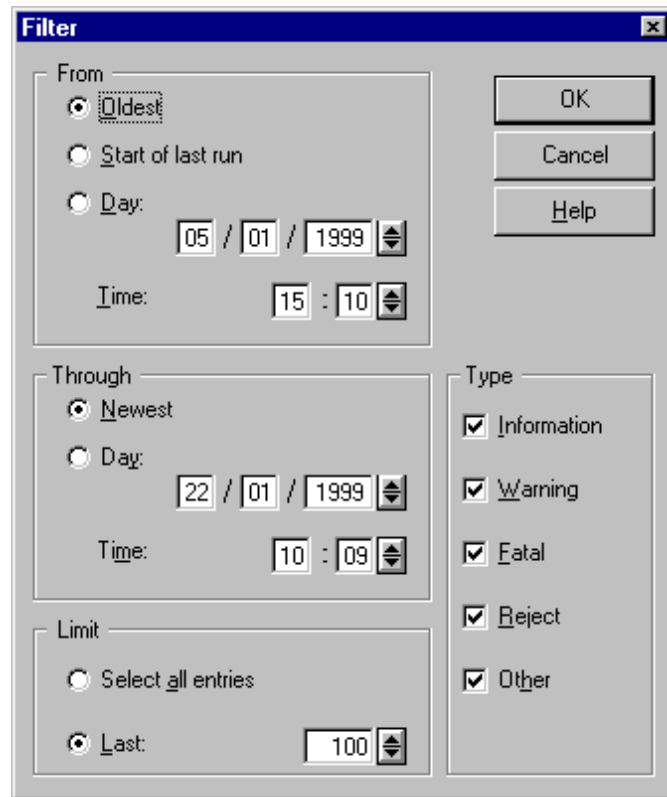 Filter
From
Oldest
OK
Start of last run
Cancel
Day:
Help
05 / 01 / 1999
Time: 15 : 10
Through
Newest
Day:
22 / 01 / 1999
Time: 10 : 09
Type
Information
Warning
Fatal
Reject
Other
Limit
Select all entries
Last: 100